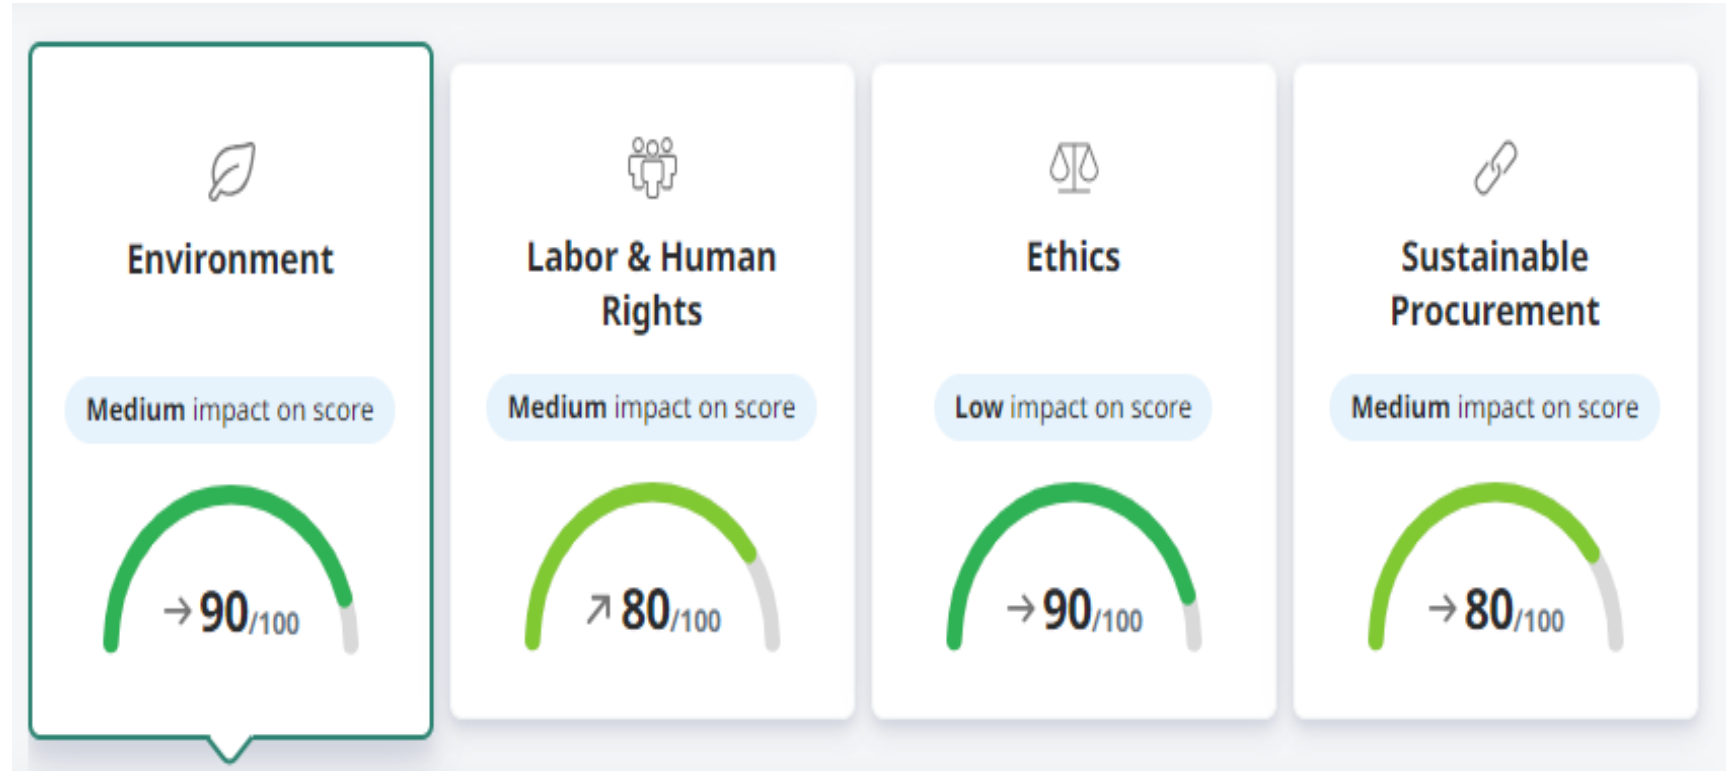 Environment
Medium impact on score
→90/100
Labor & Human
Rights
Medium impact on score
↗80/100
Ethics
Low impact on score
→90/100
Sustainable
Procurement
Medium impact on score
→80/100